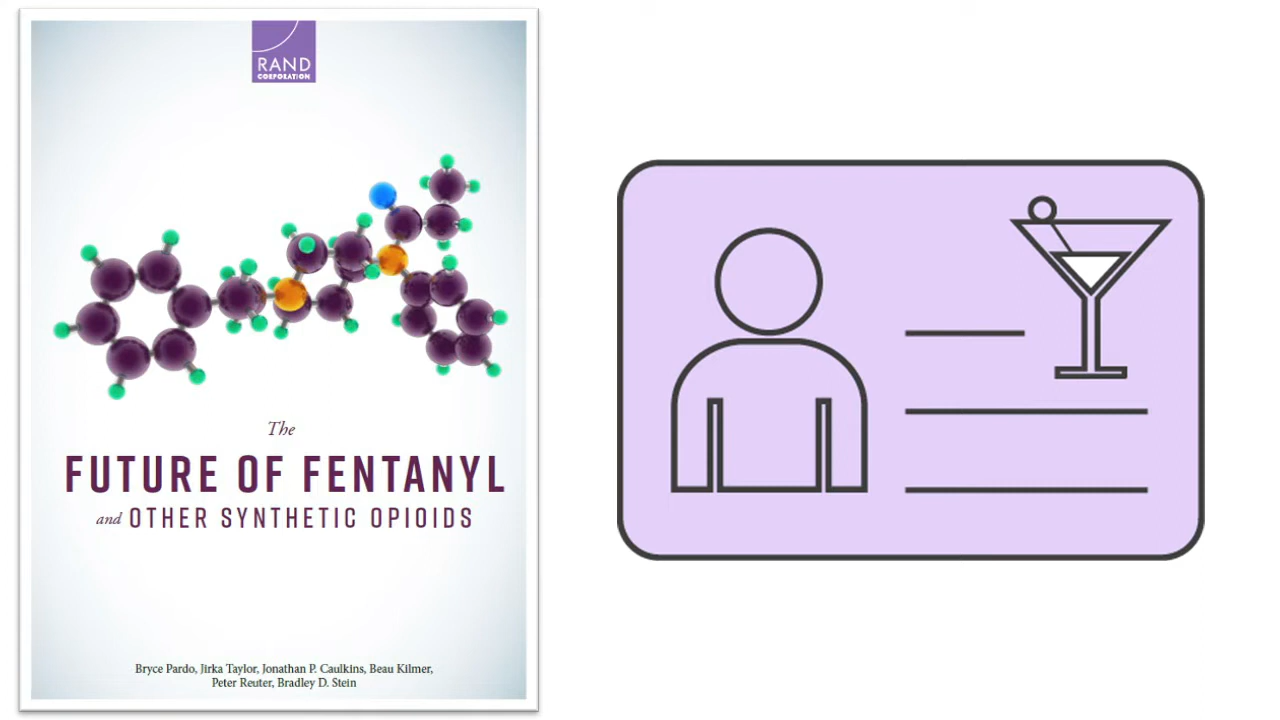 RAND
CORPORATION
The
FUTURE OF FENTANYL
and OTHER SYNTHETIC OPIOIDS
Bryce Pardo, Jirka Taylor, Jonathan P. Caulkins, Beau Kilmer,
Peter Reuter, Bradley D. Stein